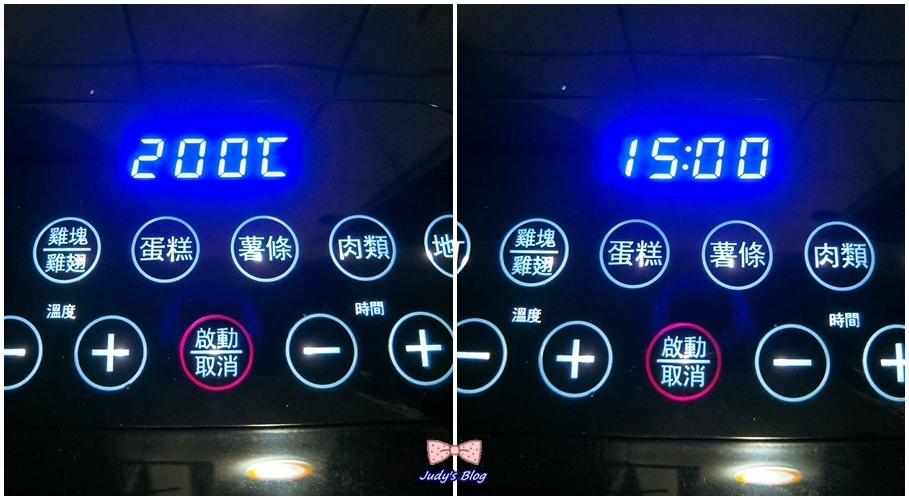 200℃
雞塊
雞翅
蛋糕
薯條
肉類
地
溫度
時間
− + 啟動 − +
取消
15:00
雞塊
雞翅
蛋糕
薯條
肉類
溫度
時間
− + 啟動 − +
取消
Judy's Blog